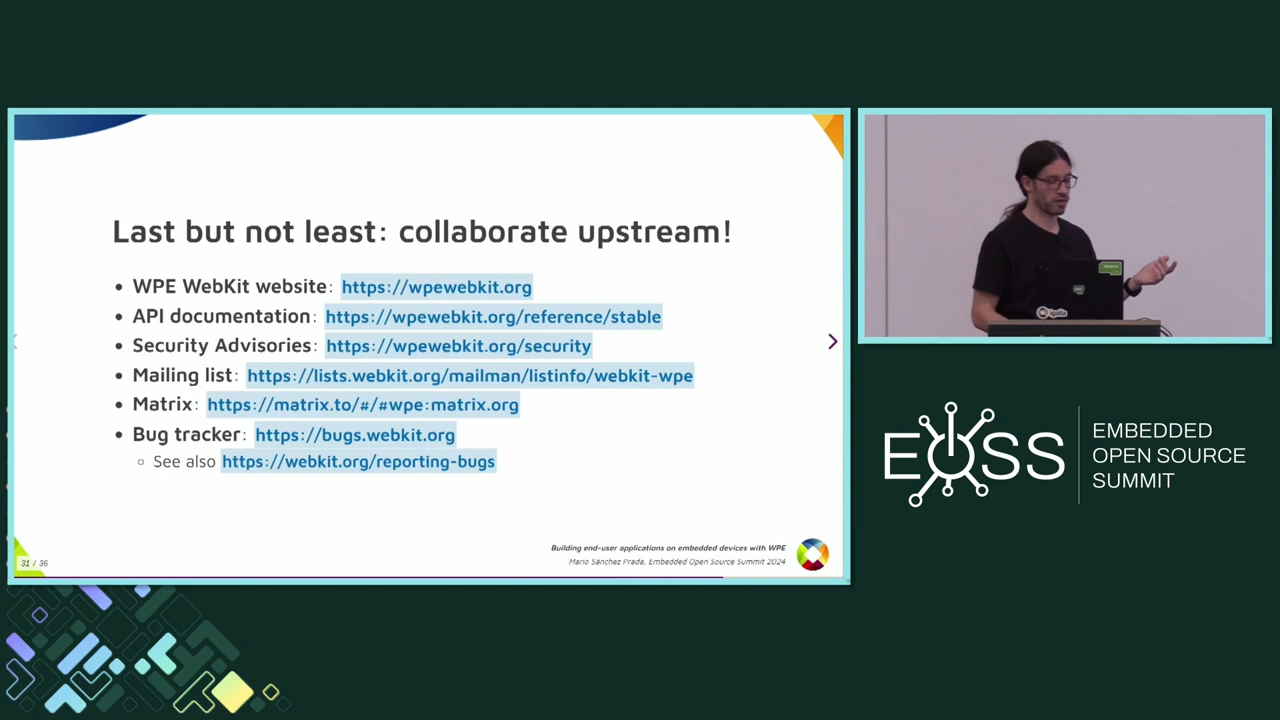 Last but not least: collaborate upstream!
• WPE WebKit website: https://wpewebkit.org
• API documentation: https://wpewebkit.org/reference/stable
• Security Advisories: https://wpewebkit.org/security
• Mailing list: https://lists.webkit.org/mailman/listinfo/webkit-wpe
• Matrix: https://matrix.to/#/#wpe:matrix.org
• Bug tracker: https://bugs.webkit.org
◦ See also https://webkit.org/reporting-bugs
Building end-user applications on embedded devices with WPE
Mario Sánchez Prada, Embedded Open Source Summit 2024
31 / 36
EOSS
EMBEDDED
OPEN SOURCE
SUMMIT